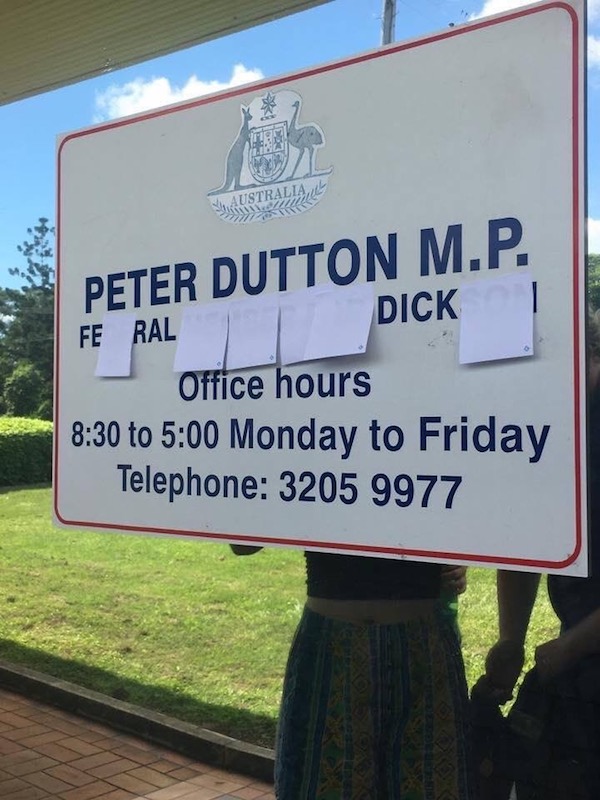 AUSTRALIA
PETER DUTTON M.P.
FE RAL DICK
Office hours
8:30 to 5:00 Monday to Friday
Telephone: 3205 9977